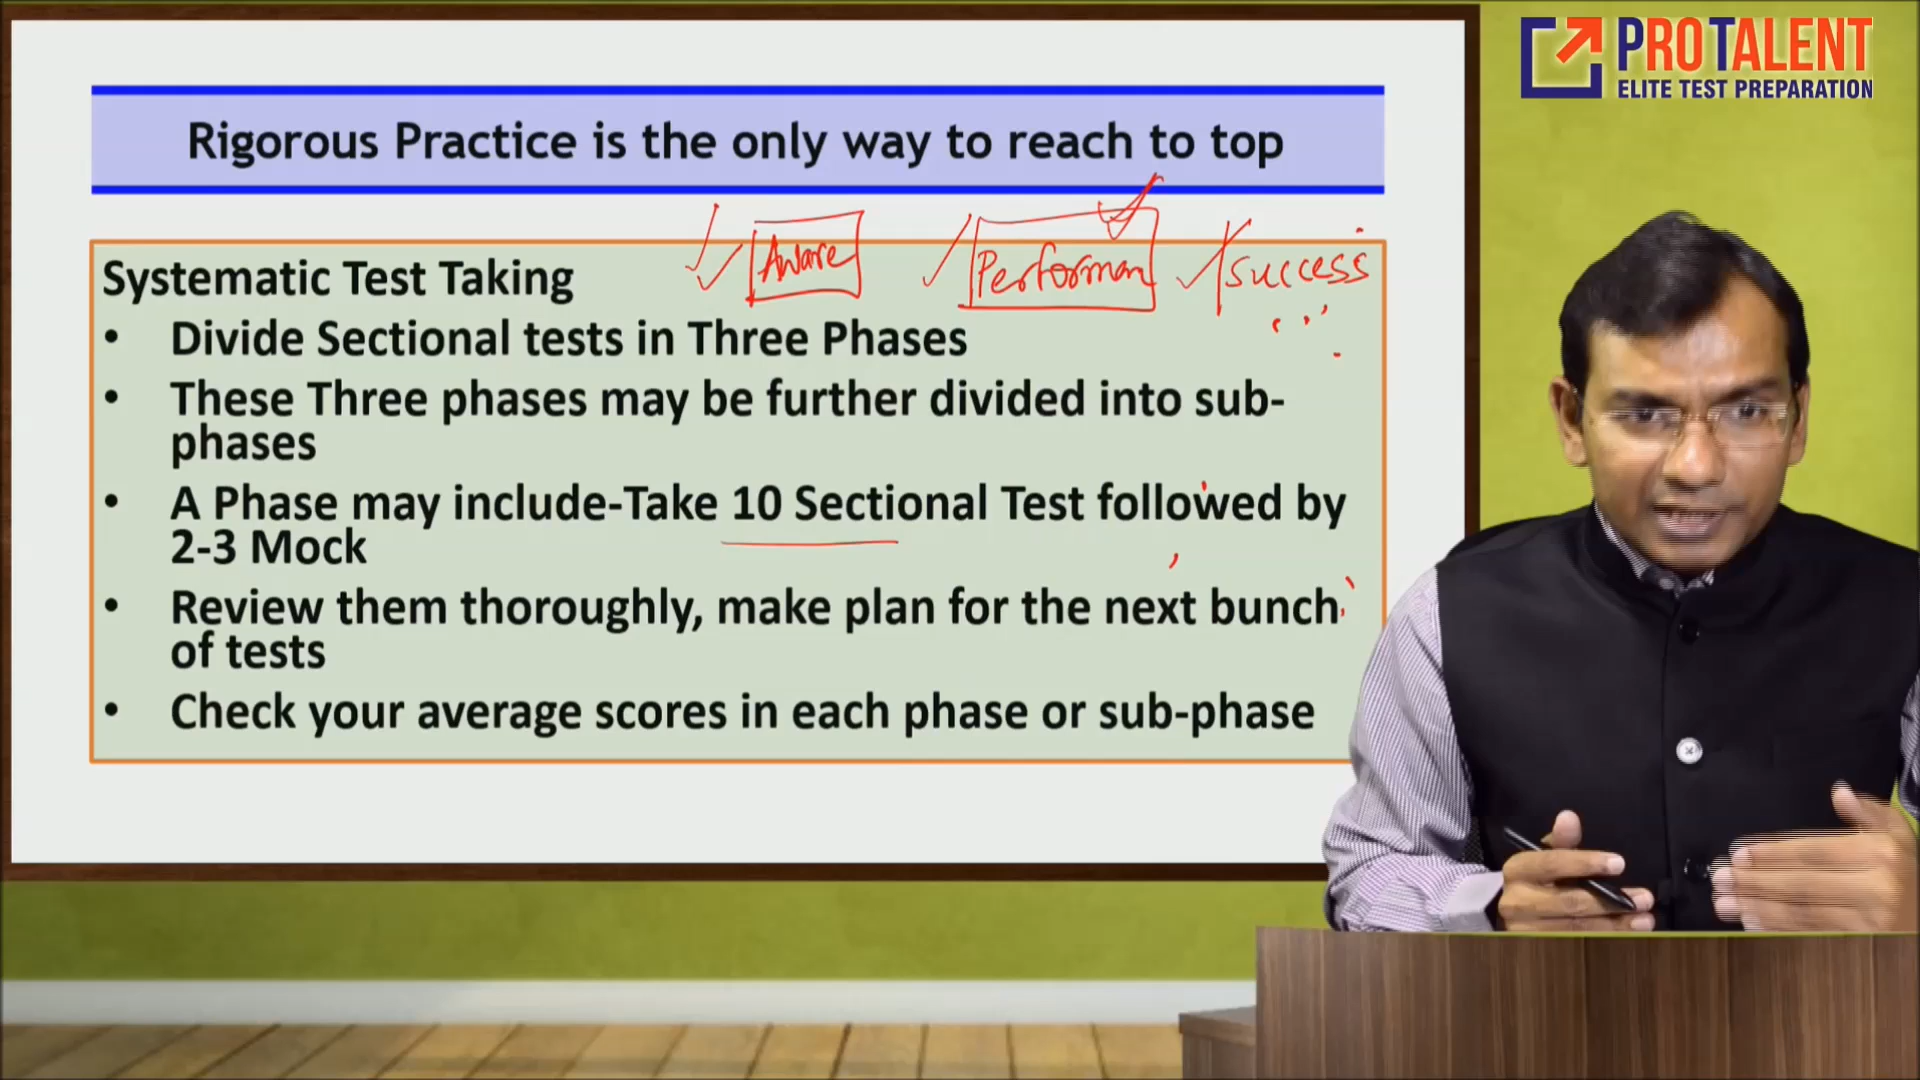 PRO TALENT
ELITE TEST PREPARATION
Rigorous Practice is the only way to reach to top
Aware
Performan
success
Systematic Test Taking
• Divide Sectional tests in Three Phases
• These Three phases may be further divided into sub-
phases
• A Phase may include-Take 10 Sectional Test followed by
2-3 Mock
• Review them thoroughly, make plan for the next bunch
of tests
• Check your average scores in each phase or sub-phase